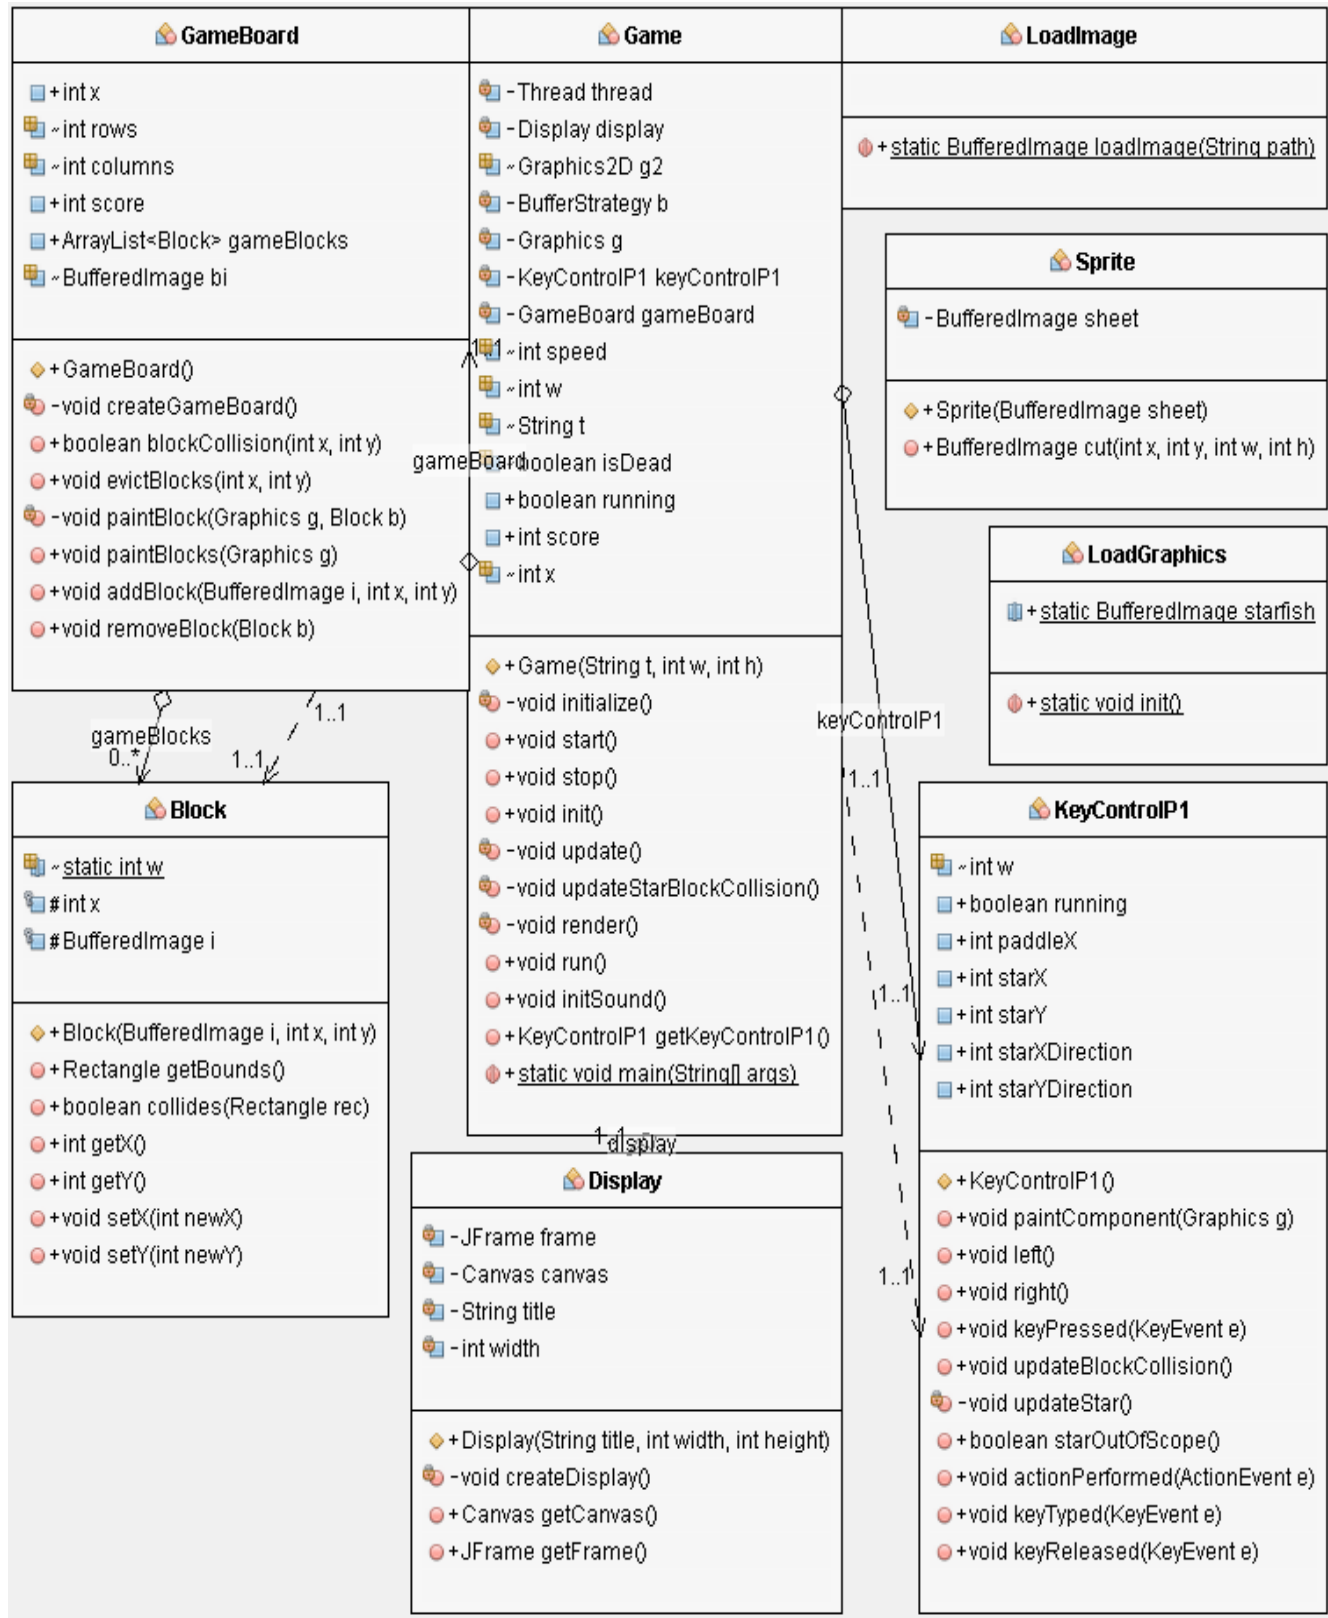 GameBoard
+int x
~int rows
~int columns
+int score
+ArrayList<Block> gameBlocks
~BufferedImage bi
+GameBoard()
-void createGameBoard()
+boolean blockCollision(int x, int y)
+void evictBlocks(int x, int y)
-void paintBlock(Graphics g, Block b)
+void paintBlocks(Graphics g)
+void addBlock(BufferedImage i, int x, int y)
+void removeBlock(Block b)
Game
-Thread thread
-Display display
~Graphics2D g2
-BufferStrategy b
-Graphics g
-KeyControlP1 keyControlP1
-GameBoard gameBoard
1..1
~int speed
~int w
~String t
gameBoard
~boolean isDead
+boolean running
+int score
~int x
+Game(String t, int w, int h)
-void initialize()
+void start()
+void stop()
+void init()
-void update()
-void updateStarBlockCollision()
-void render()
+void run()
+void initSound()
+KeyControlP1 getKeyControlP1()
+static void main(String[] args)
LoadImage
+static BufferedImage loadImage(String path)
Sprite
-BufferedImage sheet
+Sprite(BufferedImage sheet)
+BufferedImage cut(int x, int y, int w, int h)
LoadGraphics
+static BufferedImage starfish
+static void init()
gameBlocks
0..*
1..1
1..1
keyControlP1
1..1
1..1
1..1
Block
~static int w
#int x
#BufferedImage i
+Block(BufferedImage i, int x, int y)
+Rectangle getBounds()
+boolean collides(Rectangle rec)
+int getX()
+int getY()
+void setX(int newX)
+void setY(int newY)
1..1
display
Display
-JFrame frame
-Canvas canvas
-String title
-int width
+Display(String title, int width, int height)
-void createDisplay()
+Canvas getCanvas()
+JFrame getFrame()
KeyControlP1
~int w
+boolean running
+int paddleX
+int starX
+int starY
+int starXDirection
+int starYDirection
+KeyControlP1()
+void paintComponent(Graphics g)
+void left()
+void right()
+void keyPressed(KeyEvent e)
+void updateBlockCollision()
-void updateStar()
+boolean starOutOfScope()
+void actionPerformed(ActionEvent e)
+void keyTyped(KeyEvent e)
+void keyReleased(KeyEvent e)